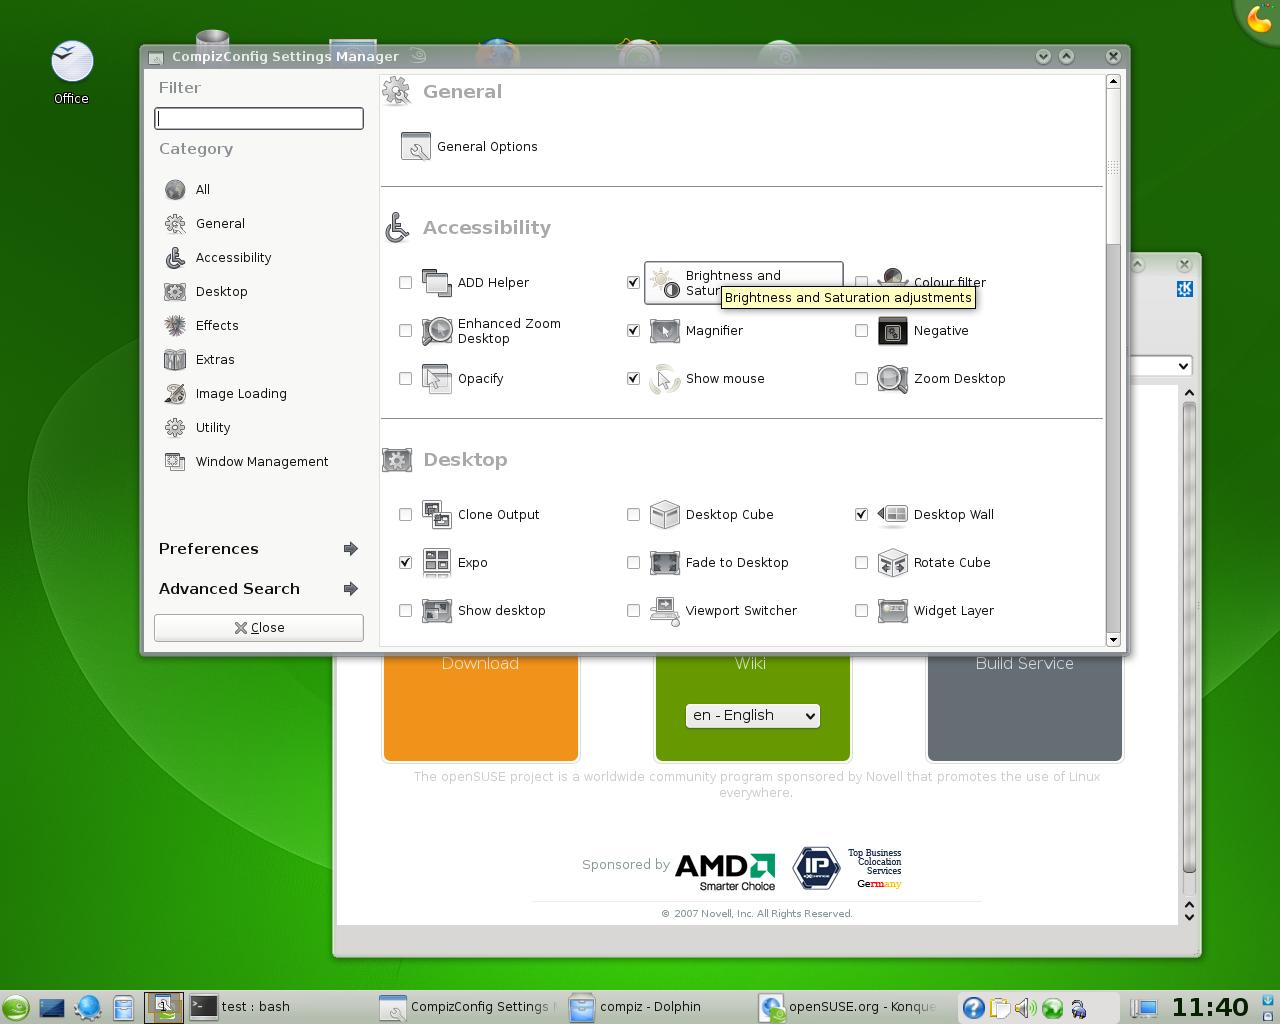 Office
CompizConfig Settings Manager
Filter
Category
All
General
Accessibility
Desktop
Effects
Extras
Image Loading
Utility
Window Management
Preferences
Advanced Search
Close
General
General Options
Accessibility
ADD Helper
Brightness and
Colour filter
Brightness and Saturation adjustments
Enhanced Zoom
Desktop
Magnifier
Negative
Opacify
Show mouse
Zoom Desktop
Desktop
Clone Output
Desktop Cube
Desktop Wall
Expo
Fade to Desktop
Rotate Cube
Show desktop
Viewport Switcher
Widget Layer
Download
Wiki
Build Service
en - English
The openSUSE project is a worldwide community program sponsored by Novell that promotes the use of Linux
everywhere.
Sponsored by
AMD
Smarter Choice
IP
EXCHANGE
Top Business
Colocation
Services
Germany
© 2007 Novell, Inc. All Rights Reserved.
1
test : bash
CompizConfig Settings
compiz - Dolphin
openSUSE.org - Konque
11:40